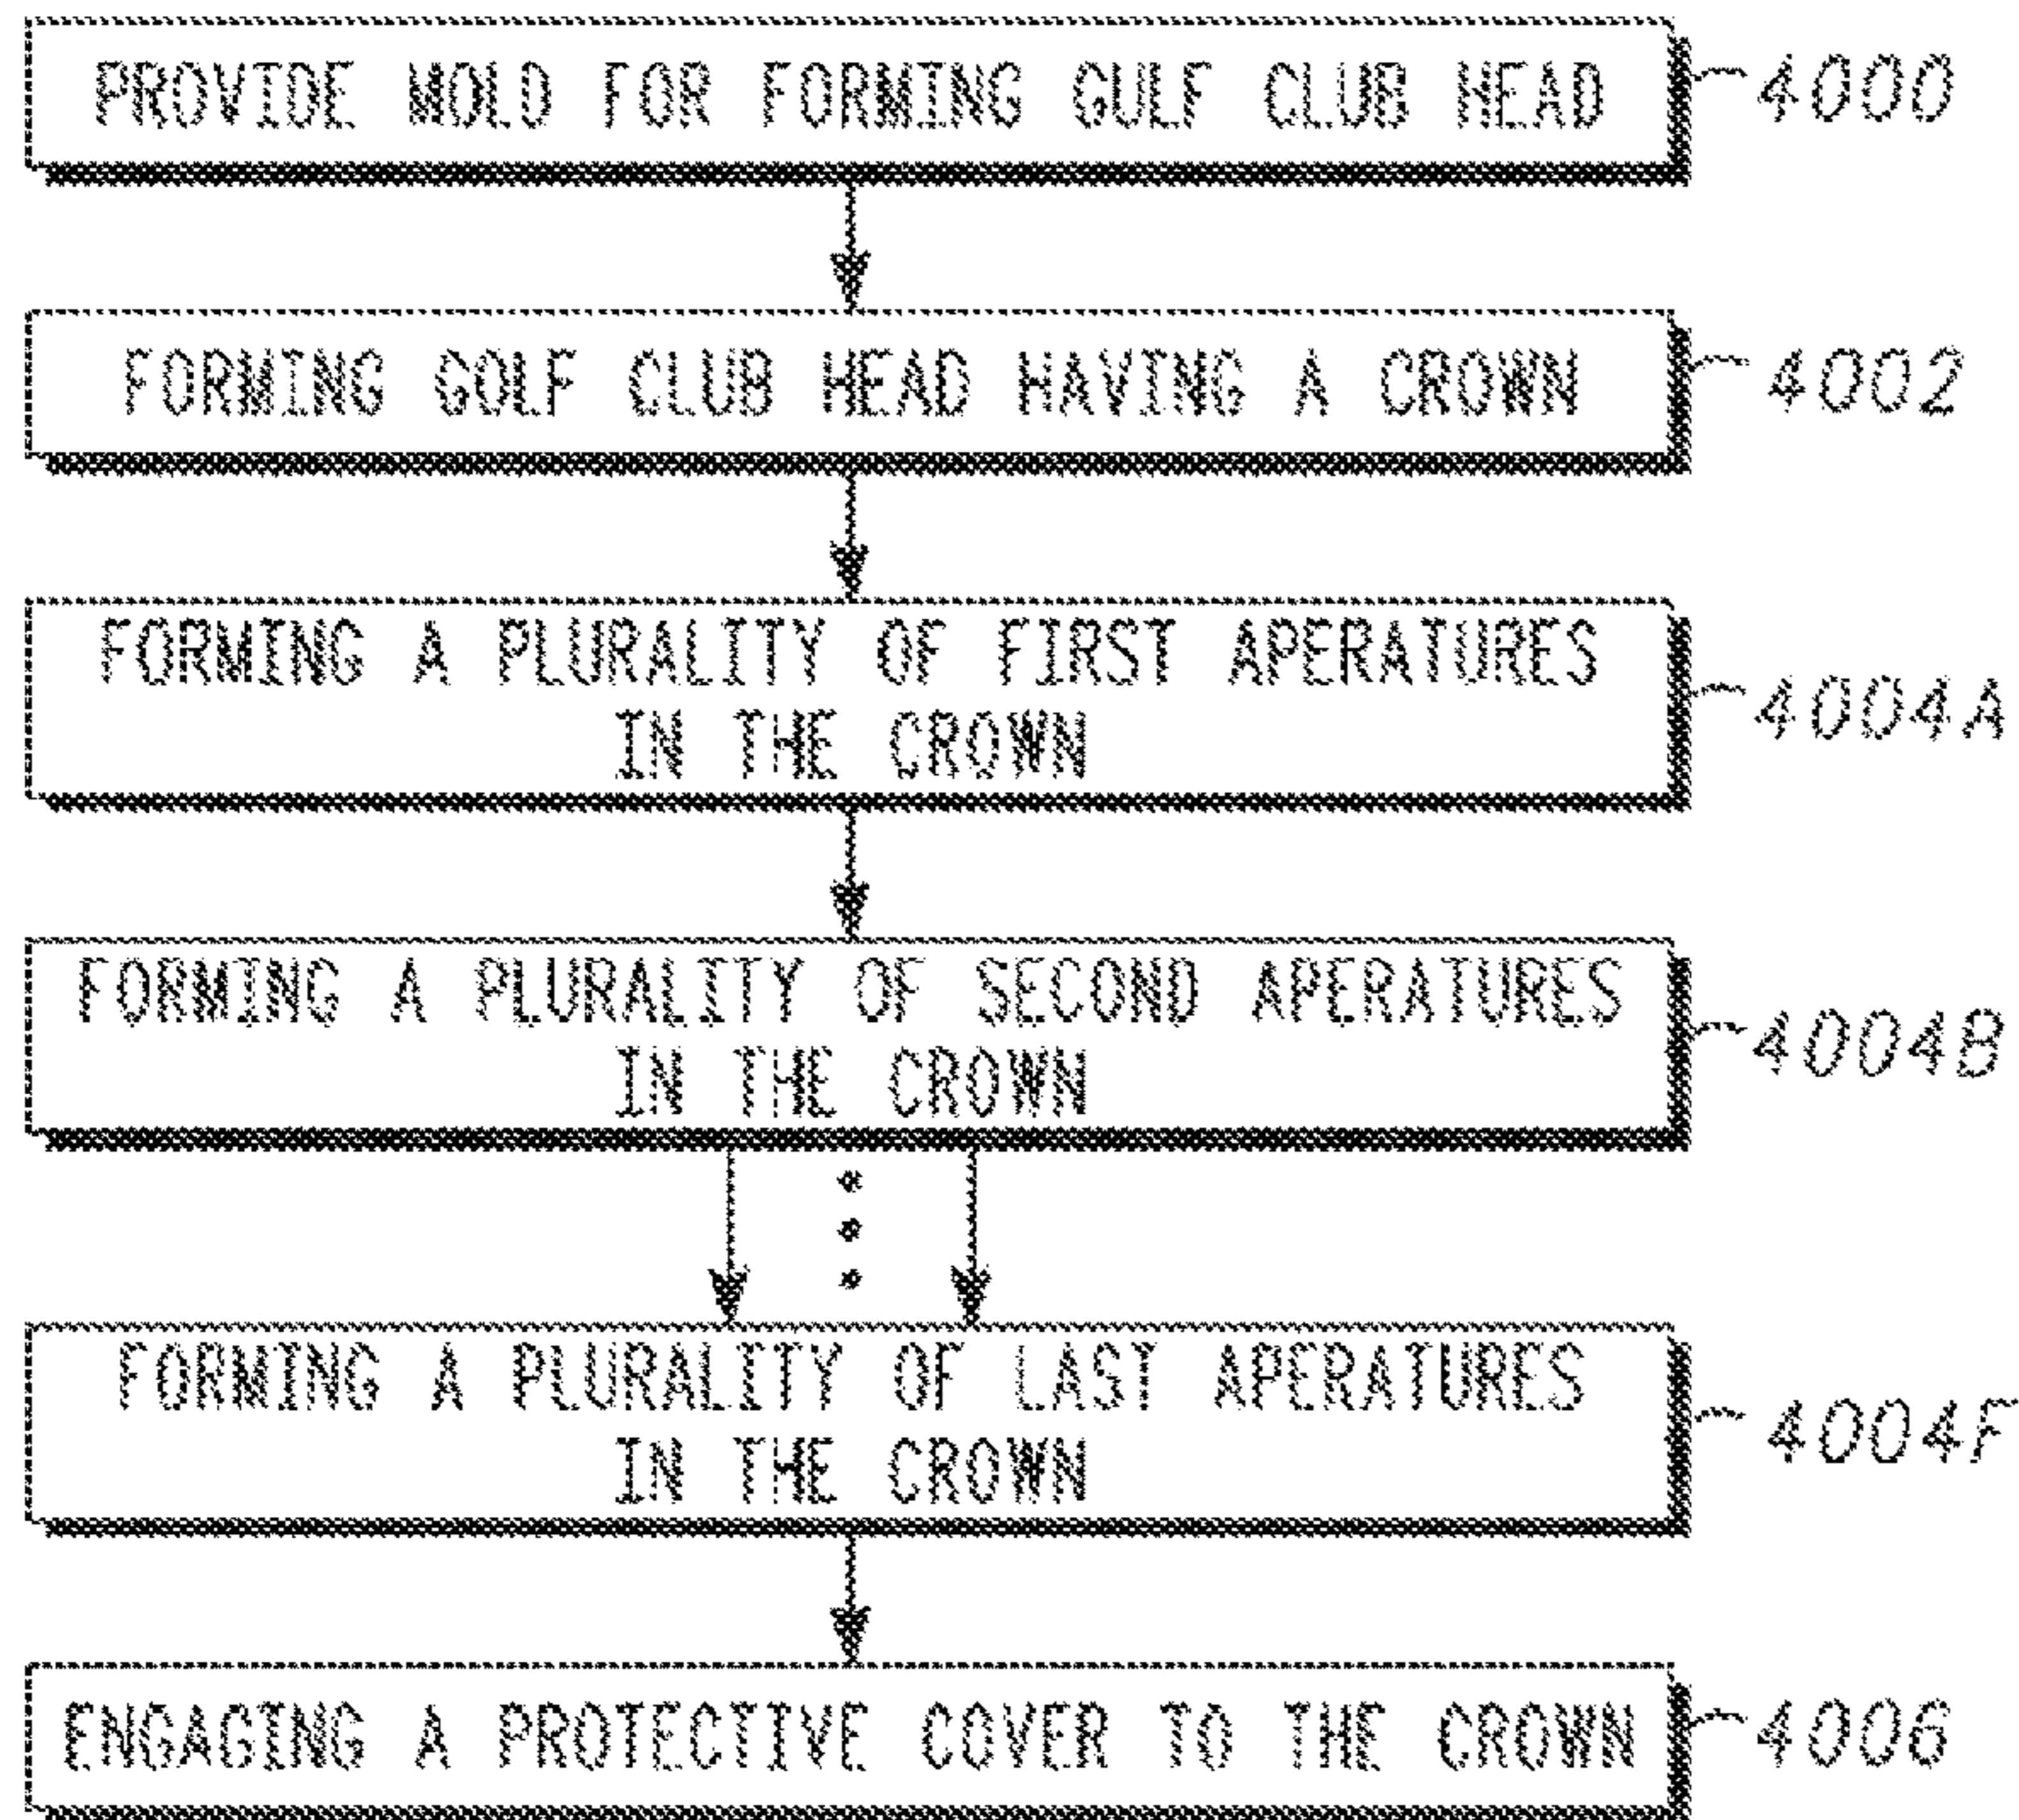 PROVIDE MOLD FOR FORMING GULF CLUB HEAD 4000
FORMING GOLF CLUB HEAD HAVING A CROWN 4002
FORMING A PLURALITY OF FIRST APERATURES
IN THE CROWN
4004A
FORMING A PLURALITY OF SECOND APERATURES
IN THE CROWN
4004B
FORMING A PLURALITY OF LAST APERATURES
IN THE CROWN
4004F
ENGAGING A PROTECTIVE COVER TO THE CROWN 4006